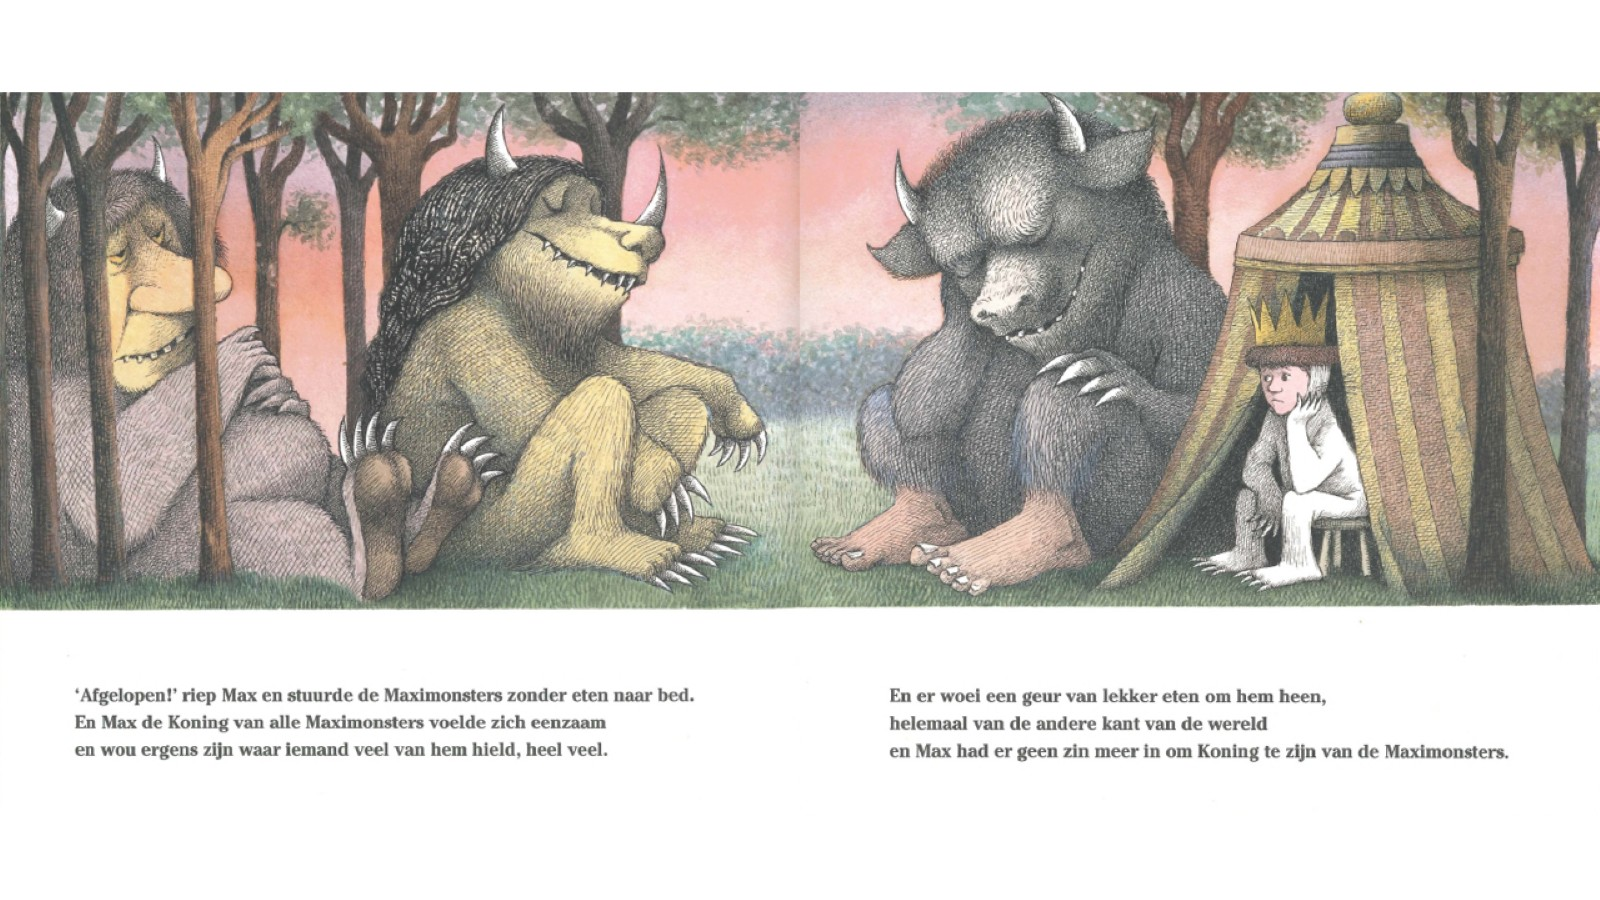 ‘Afgelopen!’ riep Max en stuurde de Maximonsters zonder eten naar bed.
En Max de Koning van alle Maximonsters voelde zich eenzaam
en wou ergens zijn waar iemand veel van hem hield, heel veel.
En er woei een geur van lekker eten om hem heen,
helemaal van de andere kant van de wereld
en Max had er geen zin meer in om Koning te zijn van de Maximonsters.